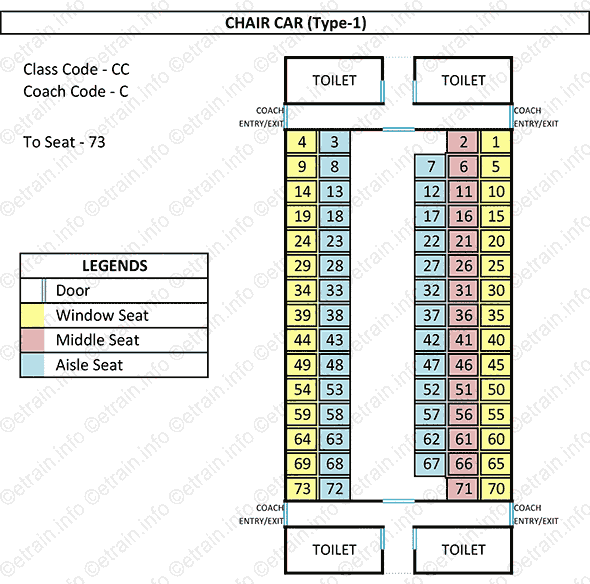 CHAIR CAR (Type-1)
Class Code - CC
Coach Code - C
To Seat - 73
TOILET TOILET
COACH ENTRY/EXIT
COACH ENTRY/EXIT
4 3 2 1
9 8 7 6 5
14 13 12 11 10
19 18 17 16 15
24 23 22 21 20
29 28 27 26 25
34 33 32 31 30
39 38 37 36 35
44 43 42 41 40
49 48 47 46 45
54 53 52 51 50
59 58 57 56 55
64 63 62 61 60
69 68 67 66 65
73 72 71 70
LEGENDS
Door
Window Seat
Middle Seat
Aisle Seat
COACH ENTRY/EXIT
COACH ENTRY/EXIT
TOILET TOILET
©etrain.info